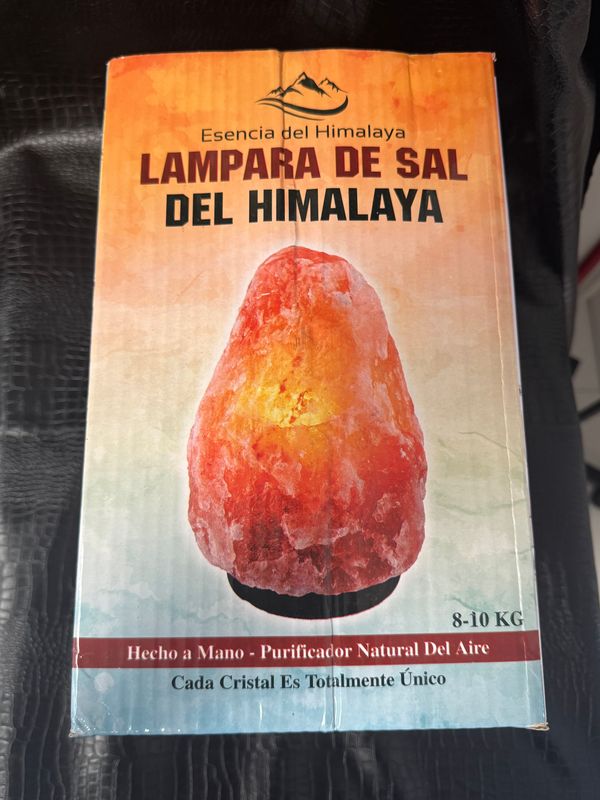 Esencia del Himalaya
LAMPARA DE SAL
DEL HIMALAYA
8-10 KG
Hecho a Mano - Purificador Natural Del Aire
Cada Cristal Es Totalmente Único